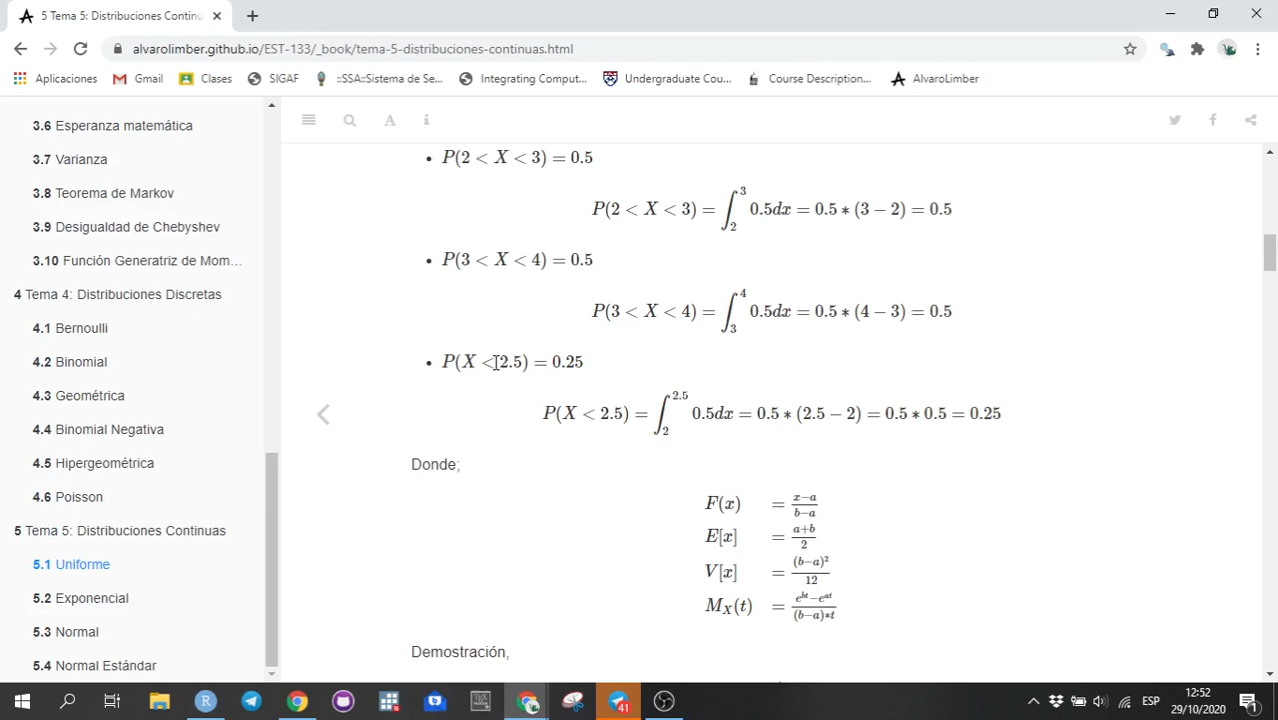 5 Tema 5: Distribuciones Continu
alvarolimber.github.io/EST-133/_book/tema-5-distribuciones-continuas.html
Aplicaciones Gmail Clases SIGAF ::SSA::Sistema de Se... Integrating Comput... Undergraduate Cou... Course Description... AlvaroLimber
3.6 Esperanza matemática
3.7 Varianza
3.8 Teorema de Markov
3.9 Desigualdad de Chebyshev
3.10 Función Generatriz de Mom...
4 Tema 4: Distribuciones Discretas
4.1 Bernoulli
4.2 Binomial
4.3 Geométrica
4.4 Binomial Negativa
4.5 Hipergeométrica
4.6 Poisson
5 Tema 5: Distribuciones Continuas
5.1 Uniforme
5.2 Exponencial
5.3 Normal
5.4 Normal Estándar
• P(2 < X < 3) = 0.5
P(2 < X < 3) = ∫_2^3 0.5dx = 0.5 * (3 − 2) = 0.5
• P(3 < X < 4) = 0.5
P(3 < X < 4) = ∫_3^4 0.5dx = 0.5 * (4 − 3) = 0.5
• P(X < 2.5) = 0.25
P(X < 2.5) = ∫_2^2.5 0.5dx = 0.5 * (2.5 − 2) = 0.5 * 0.5 = 0.25
Donde;
F(x) = (x−a)/(b−a)
E[x] = (a+b)/2
V[x] = (b−a)²/12
M_X(t) = (e^bt−e^at)/((b−a)*t)
Demostración,
41
ESP
12:52
29/10/2020
1